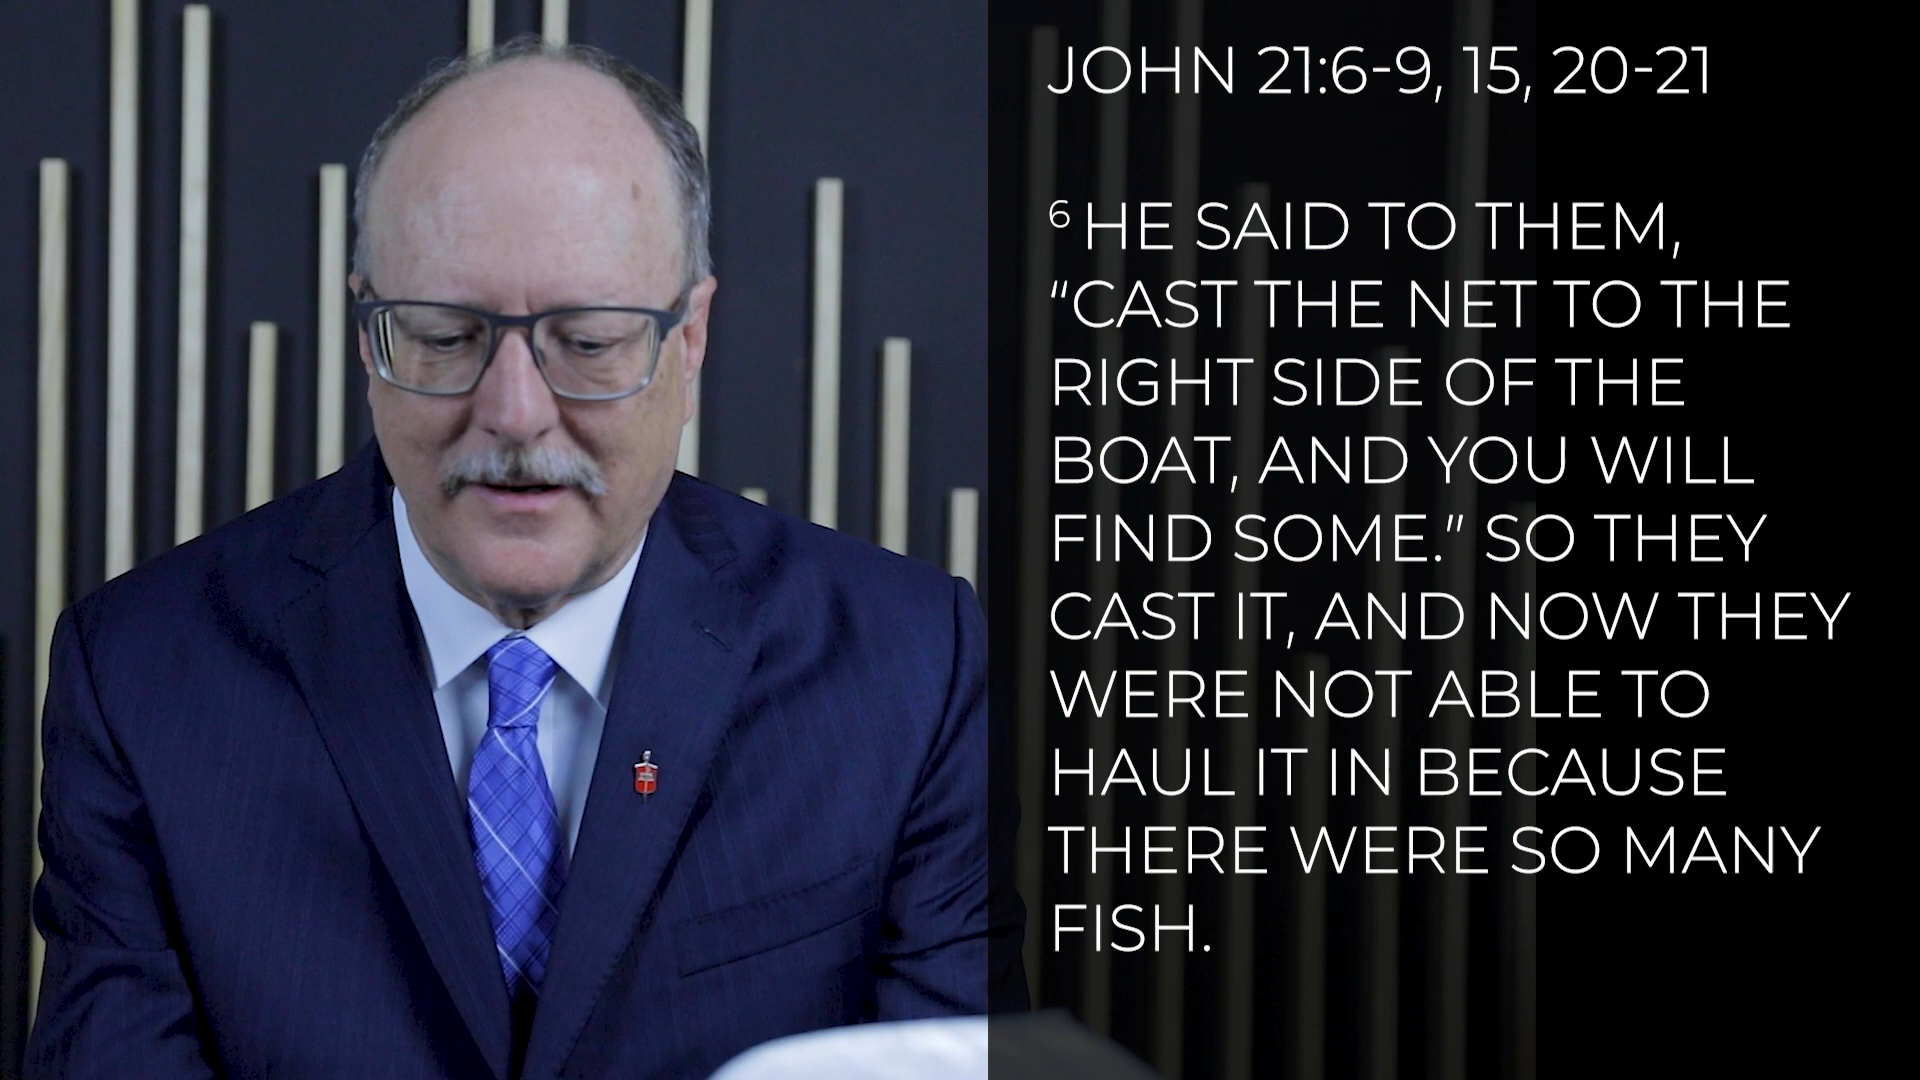 JOHN 21:6-9, 15, 20-21
6 HE SAID TO THEM,
“CAST THE NET TO THE
RIGHT SIDE OF THE
BOAT, AND YOU WILL
FIND SOME.” SO THEY
CAST IT, AND NOW THEY
WERE NOT ABLE TO
HAUL IT IN BECAUSE
THERE WERE SO MANY
FISH.